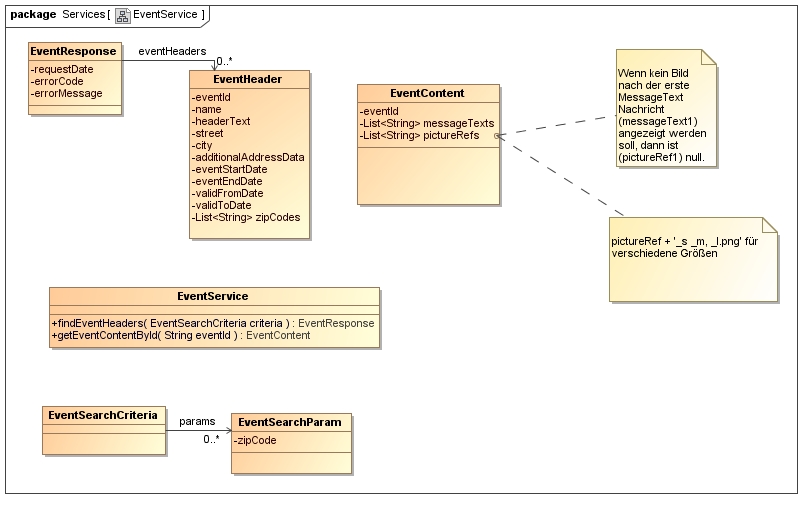 package Services [ EventService ]
EventResponse
-requestDate
-errorCode
-errorMessage
eventHeaders
0..*
EventHeader
-eventId
-name
-headerText
-street
-city
-additionalAddressData
-eventStartDate
-eventEndDate
-validFromDate
-validToDate
-List<String> zipCodes
EventContent
-eventId
-List<String> messageTexts
-List<String> pictureRefs
Wenn kein Bild
nach der erste
MessageText
Nachricht
(messageText1)
angezeigt werden
soll, dann ist
(pictureRef1) null.
pictureRef + '_s _m, _l.png' für
verschiedene Größen
EventService
+findEventHeaders( EventSearchCriteria criteria ) : EventResponse
+getEventContentById( String eventId ) : EventContent
EventSearchCriteria
params
0..*
EventSearchParam
-zipCode